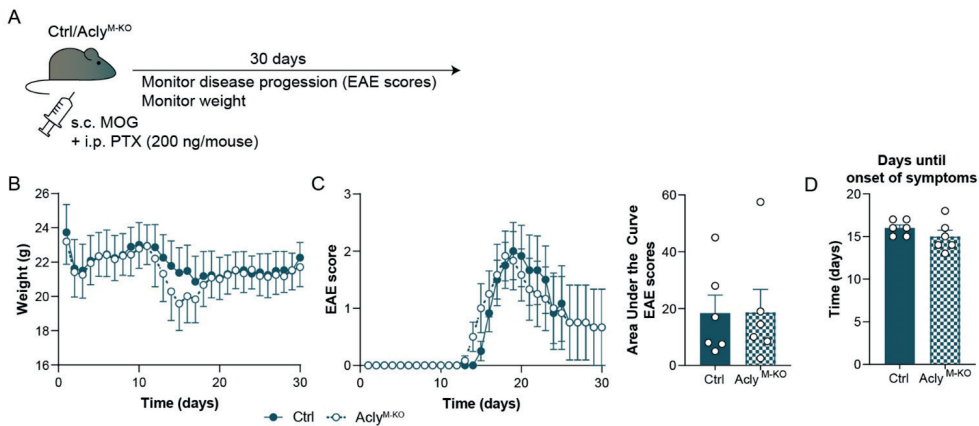 A
Ctrl/Acly^M-KO
30 days
Monitor disease progession (EAE scores)
Monitor weight
s.c. MOG
+ i.p. PTX (200 ng/mouse)
B
Weight (g)
26
24
22
20
18
16
0
10
20
30
Time (days)
C
EAE score
3
2
1
0
0
10
20
30
Time (days)
Ctrl
Acly^M-KO
Area Under the Curve
EAE scores
60
40
20
0
Ctrl
Acly^M-KO
D
Days until
onset of symptoms
Time (days)
20
15
10
5
0
Ctrl
Acly^M-KO